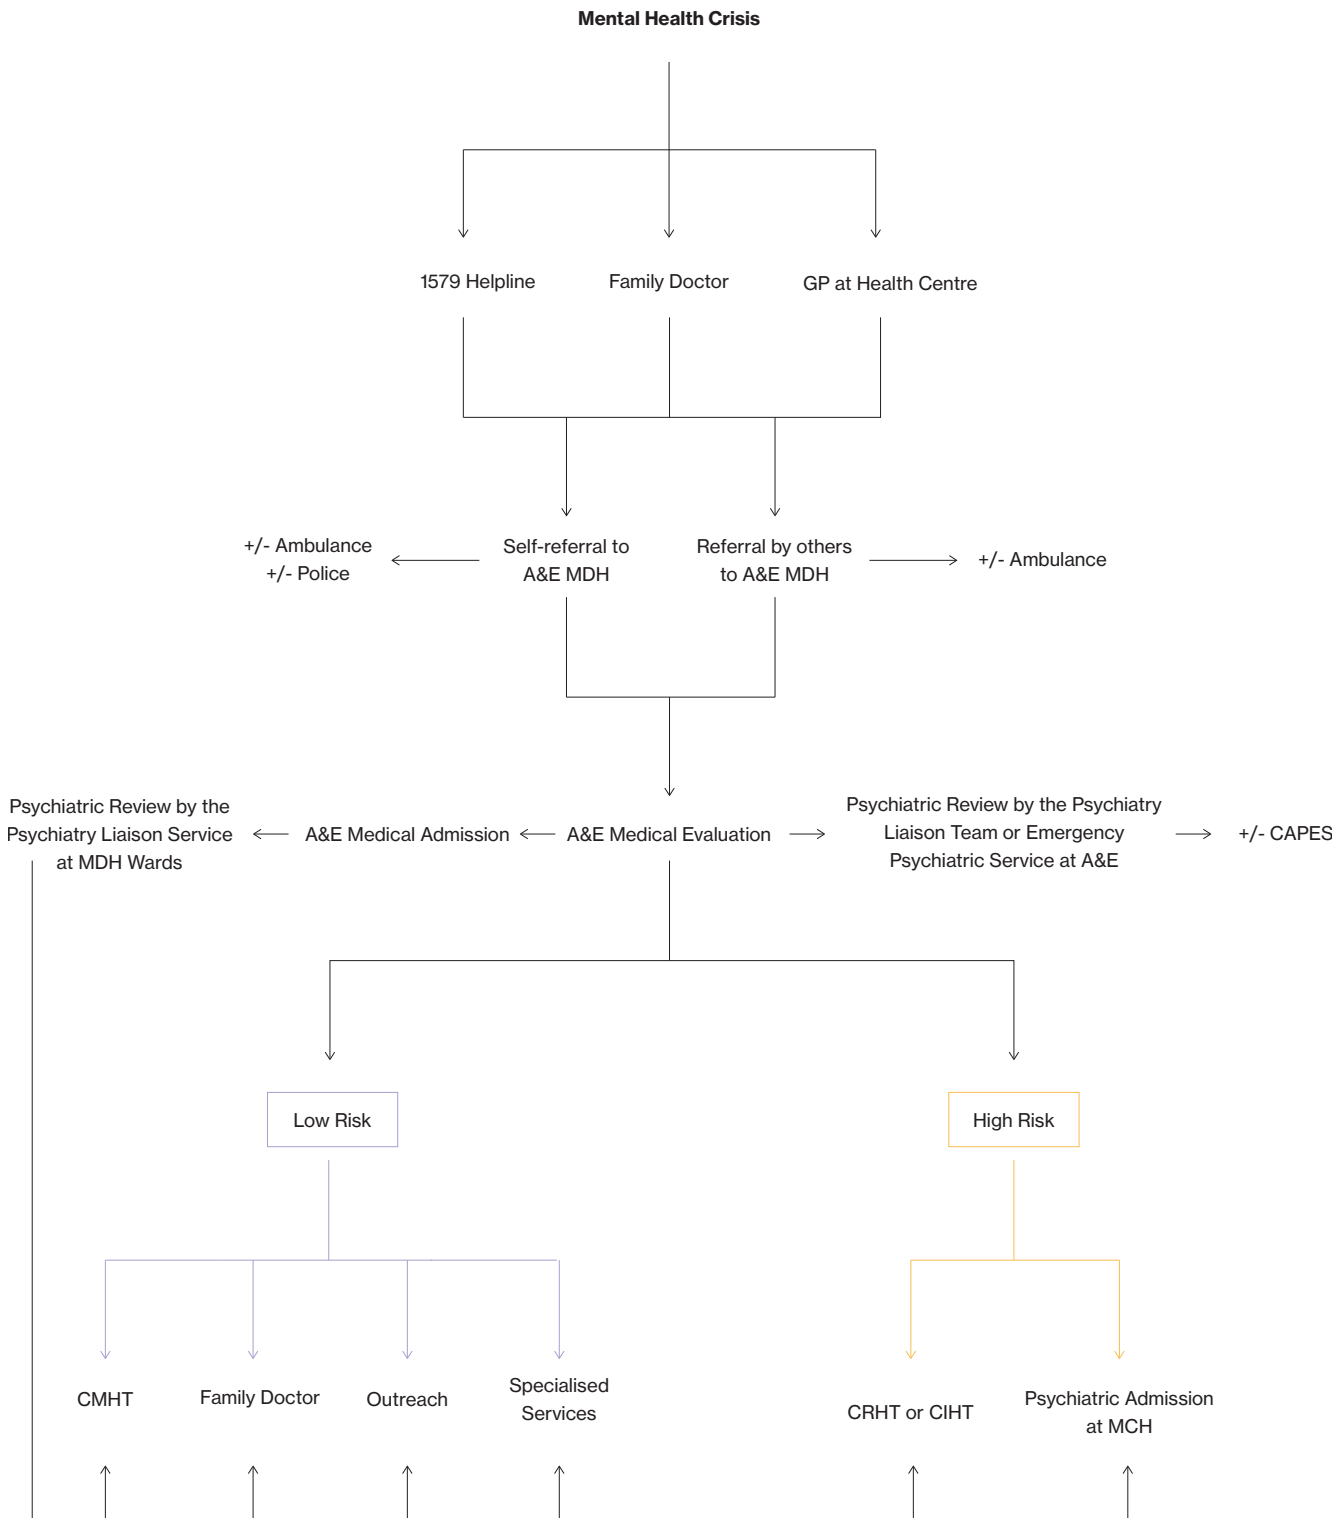 Mental Health Crisis
1579 Helpline
Family Doctor
GP at Health Centre
+/- Ambulance
+/- Police
Self-referral to
A&E MDH
Referral by others
to A&E MDH
+/- Ambulance
Psychiatric Review by the
Psychiatry Liaison Service
at MDH Wards
A&E Medical Admission
A&E Medical Evaluation
Psychiatric Review by the Psychiatry
Liaison Team or Emergency
Psychiatric Service at A&E
+/- CAPES
Low Risk
High Risk
CMHT
Family Doctor
Outreach
Specialised
Services
CRHT or CIHT
Psychiatric Admission
at MCH